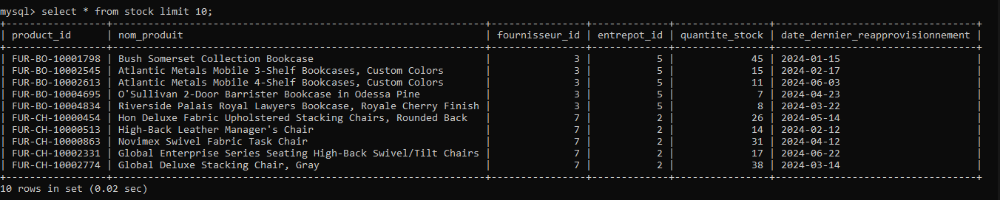 mysql> select * from stock limit 10;
+-----------------+-------------------------------------------------------------+----------------+-------------+----------------+-------------------------------+
| product_id | nom_produit | fournisseur_id | entrepot_id | quantite_stock | date_dernier_reapprovisionnement |
+-----------------+-------------------------------------------------------------+----------------+-------------+----------------+-------------------------------+
| FUR-BO-10001798 | Bush Somerset Collection Bookcase | 3 | 5 | 45 | 2024-01-15 |
| FUR-BO-10002545 | Atlantic Metals Mobile 3-Shelf Bookcases, Custom Colors | 3 | 5 | 15 | 2024-02-17 |
| FUR-BO-10002613 | Atlantic Metals Mobile 4-Shelf Bookcases, Custom Colors | 3 | 5 | 11 | 2024-06-03 |
| FUR-BO-10004695 | O'Sullivan 2-Door Barrister Bookcase in Odessa Pine | 3 | 5 | 7 | 2024-04-23 |
| FUR-BO-10004834 | Riverside Palais Royal Lawyers Bookcase, Royale Cherry Finish | 3 | 5 | 8 | 2024-03-22 |
| FUR-CH-10000454 | Hon Deluxe Fabric Upholstered Stacking Chairs, Rounded Back | 7 | 2 | 26 | 2024-05-14 |
| FUR-CH-10000513 | High-Back Leather Manager's Chair | 7 | 2 | 14 | 2024-02-12 |
| FUR-CH-10000863 | Novimex Swivel Fabric Task Chair | 7 | 2 | 31 | 2024-04-12 |
| FUR-CH-10002331 | Global Enterprise Series Seating High-Back Swivel/Tilt Chairs | 7 | 2 | 17 | 2024-06-22 |
| FUR-CH-10002774 | Global Deluxe Stacking Chair, Gray | 7 | 2 | 38 | 2024-03-14 |
+-----------------+-------------------------------------------------------------+----------------+-------------+----------------+-------------------------------+
10 rows in set (0.02 sec)